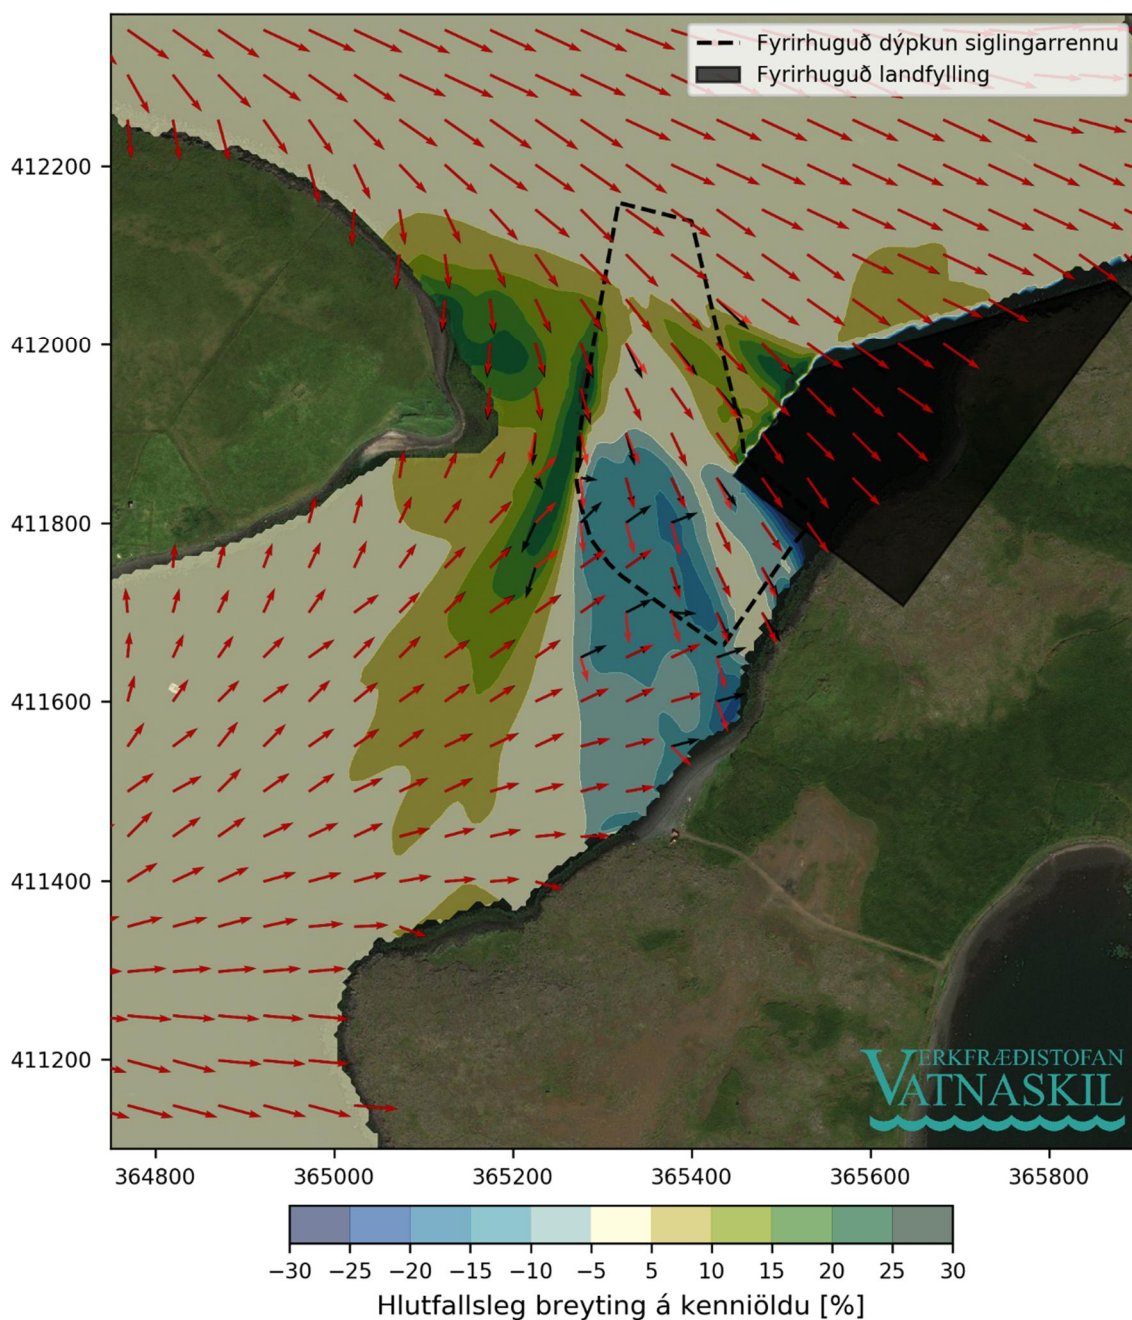 Fyrirhuguð dýpkun siglingarrennu
Fyrirhuguð landfylling
412200
412000
411800
411600
411400
411200
364800 365000 365200 365400 365600 365800
VERKFRÆÐISTOFAN
VATNASKIL
−30 −25 −20 −15 −10 −5 5 10 15 20 25 30
Hlutfallsleg breyting á kenniöldu [%]